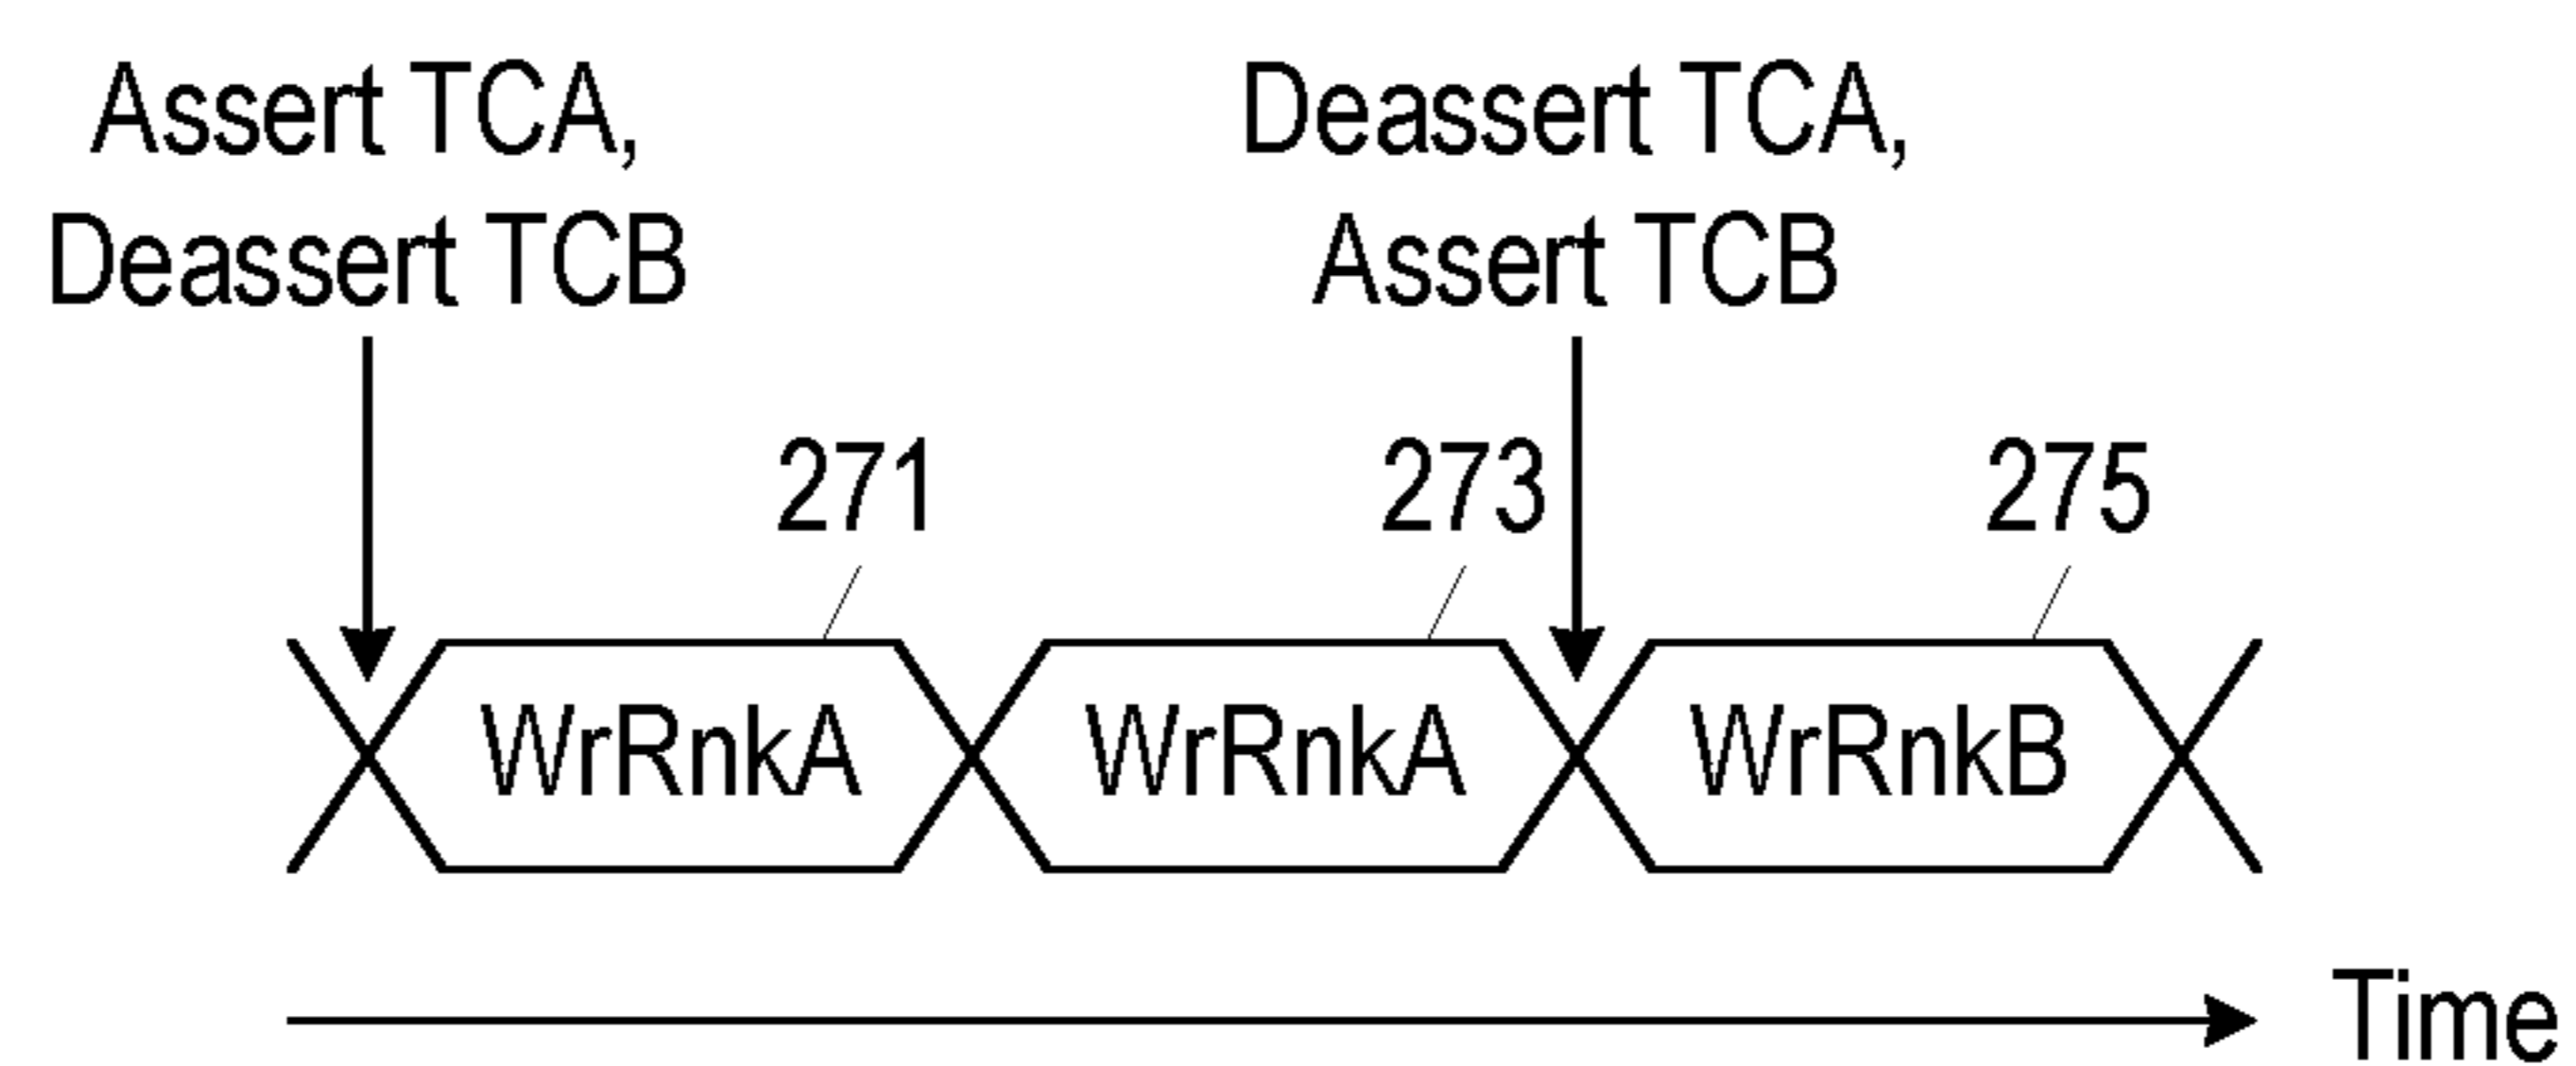 Assert TCA,
Deassert TCB
Deassert TCA,
Assert TCB
271
273
275
WrRnkA
WrRnkA
WrRnkB
Time